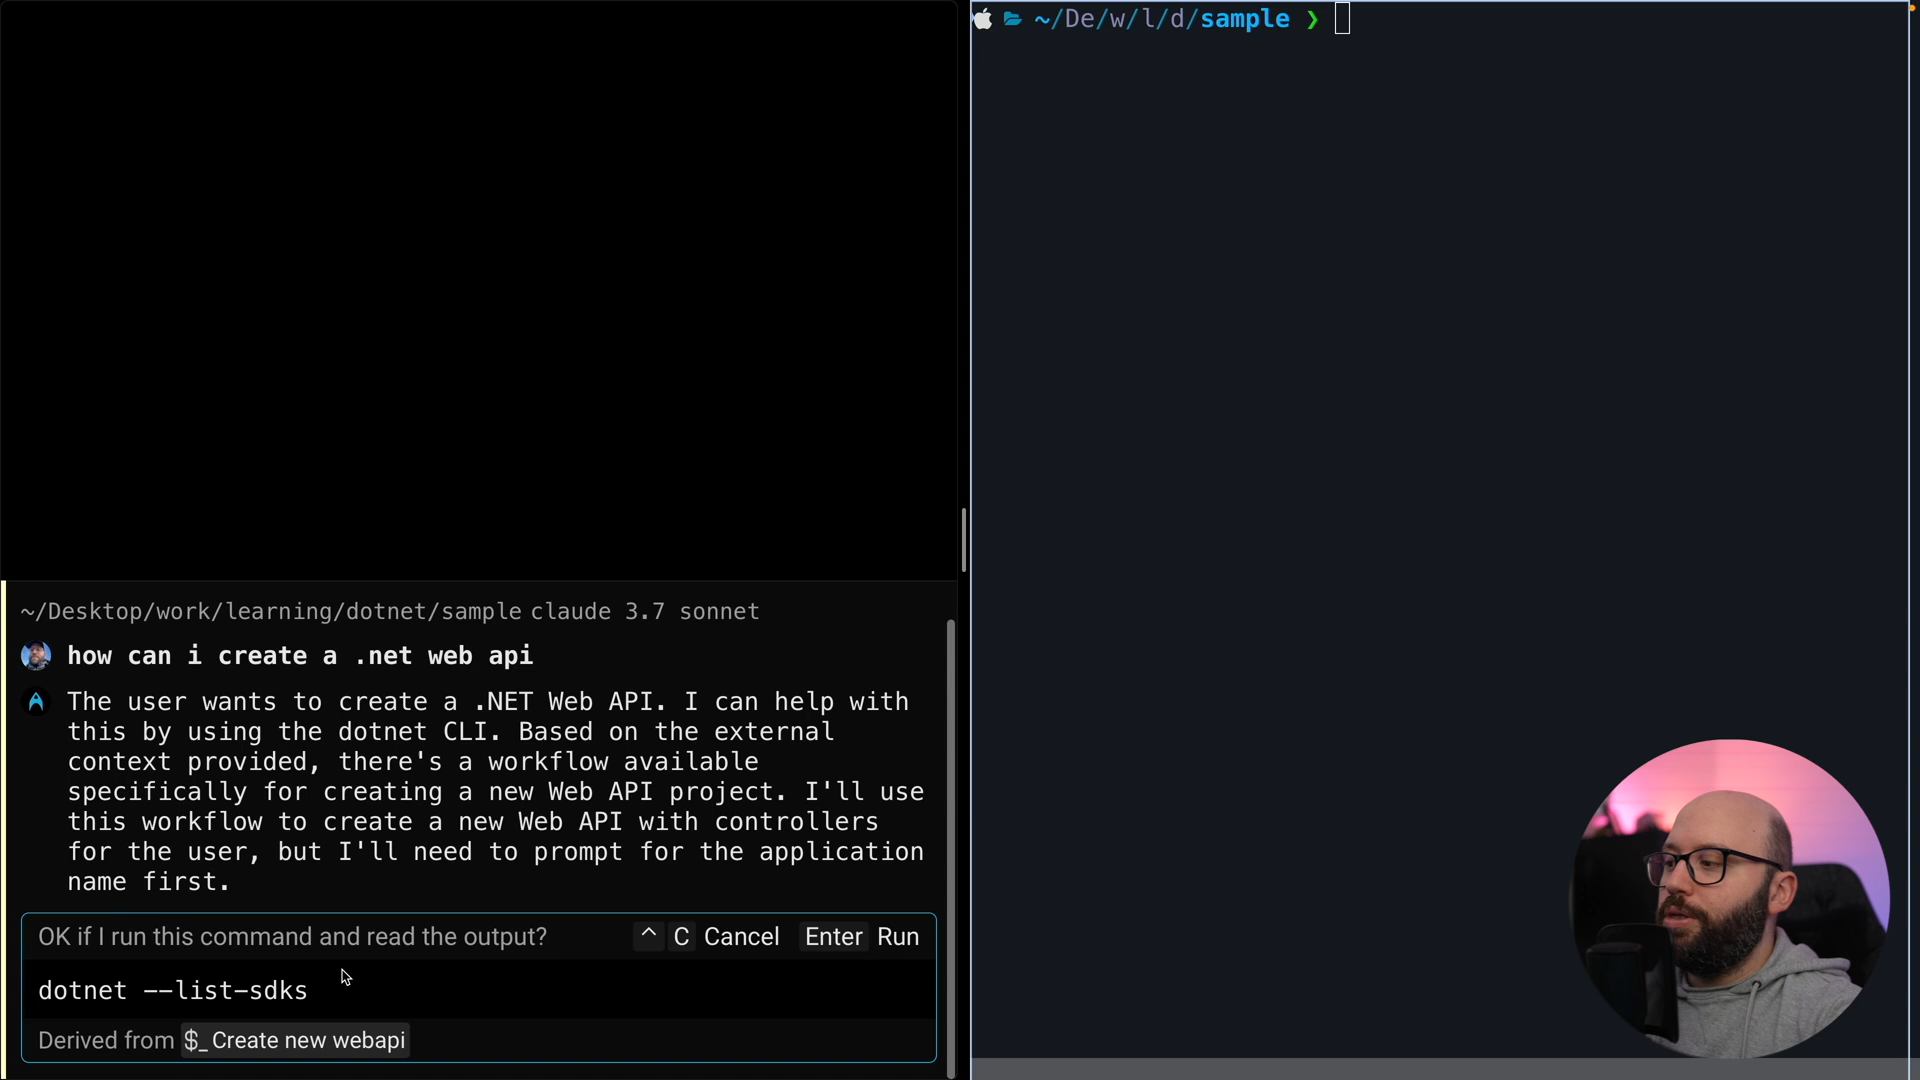 ~/Desktop/work/learning/dotnet/sample claude 3.7 sonnet
how can i create a .net web api
The user wants to create a .NET Web API. I can help with
this by using the dotnet CLI. Based on the external
context provided, there's a workflow available
specifically for creating a new Web API project. I'll use
this workflow to create a new Web API with controllers
for the user, but I'll need to prompt for the application
name first.
OK if I run this command and read the output? ^ C Cancel Enter Run
dotnet --list-sdks
Derived from $_ Create new webapi
~/De/w/l/d/sample ❯